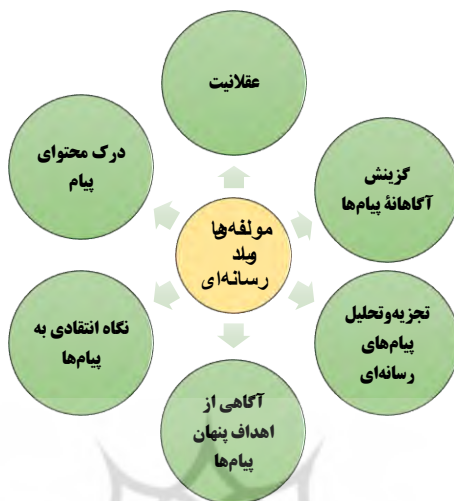 عقلانیت
گزینش
آگاهانهٔ پیام‌ها
تجزیه‌وتحلیل
پیام‌های
رسانه‌ای
آگاهی از
اهداف پنهان
پیام‌ها
نگاه انتقادی به
پیام‌ها
درک محتوای
پیام
مولفه‌ها
رسانه‌ای